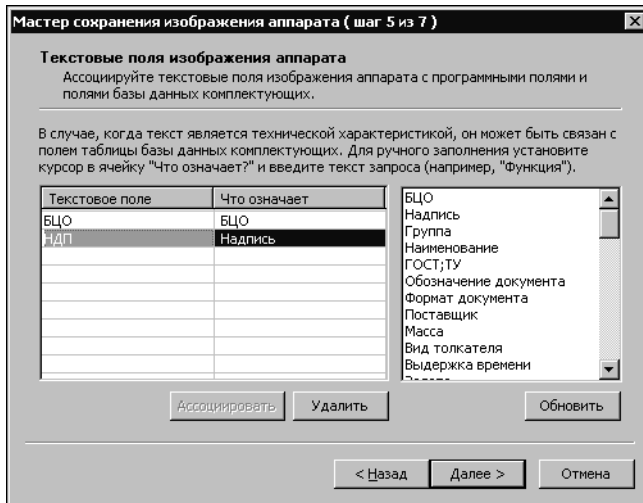 Мастер сохранения изображения аппарата ( шаг 5 из 7 )
Текстовые поля изображения аппарата
Ассоциируйте текстовые поля изображения аппарата с программными полями и
полями базы данных комплектующих.
В случае, когда текст является технической характеристикой, он может быть связан с
полем таблицы базы данных комплектующих. Для ручного заполнения установите
курсор в ячейку "Что означает?" и введите текст запроса (например, "Функция").
Текстовое поле Что означает
БЦО БЦО
НДП Надпись
БЦО
Надпись
Группа
Наименование
ГОСТ;ТУ
Обозначение документа
Формат документа
Поставщик
Масса
Вид толкателя
Выдержка времени
Ассоциировать Удалить Обновить
< Назад Далее > Отмена